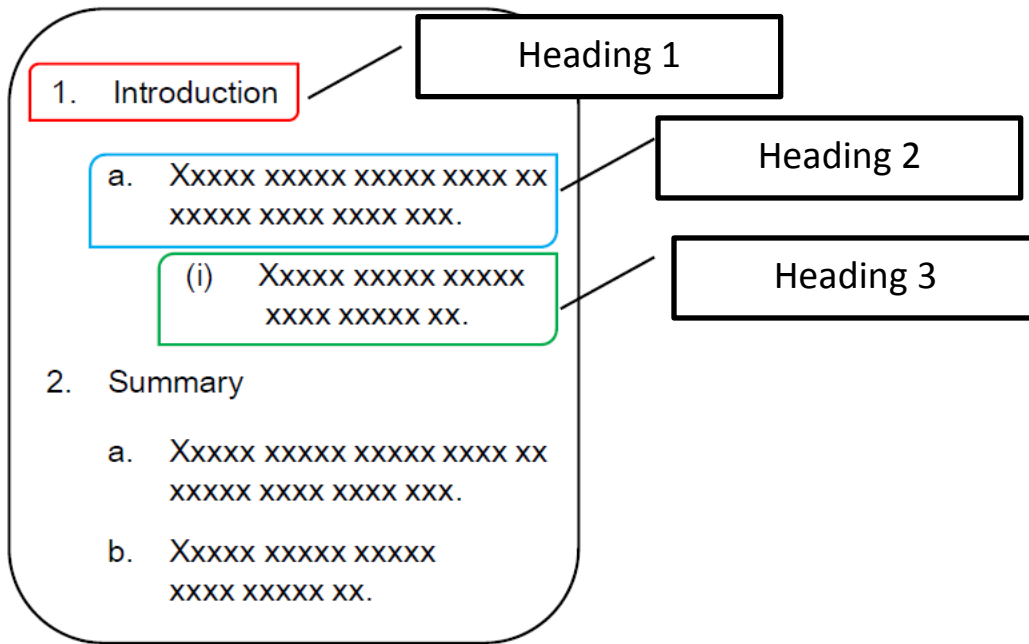 Heading 1
1. Introduction
Heading 2
a. Xxxxx xxxxx xxxxx xxxx xx
xxxxx xxxx xxxx xxx.
Heading 3
(i) Xxxxx xxxxx xxxxx
xxxx xxxxx xx.
2. Summary
a. Xxxxx xxxxx xxxxx xxxx xx
xxxxx xxxx xxxx xxx.
b. Xxxxx xxxxx xxxxx
xxxx xxxxx xx.